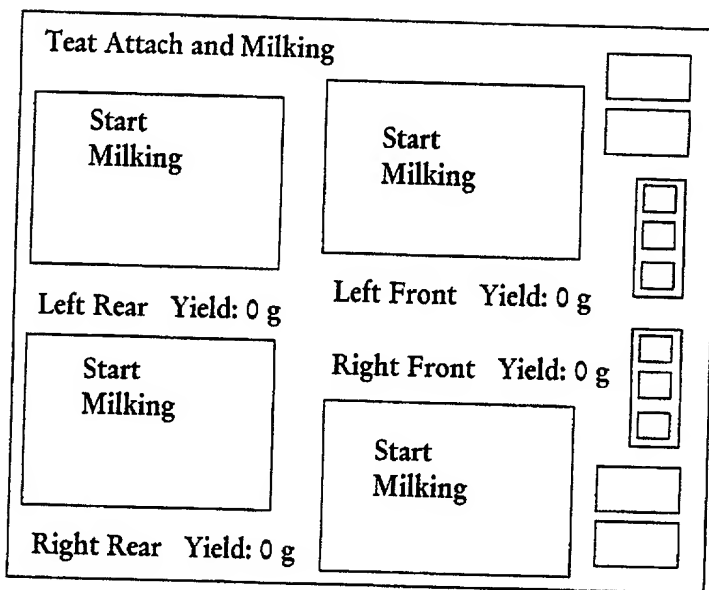 Teat Attach and Milking
Start
Milking
Start
Milking
Left Rear Yield: 0 g
Left Front Yield: 0 g
Start
Milking
Right Front Yield: 0 g
Start
Milking
Right Rear Yield: 0 g